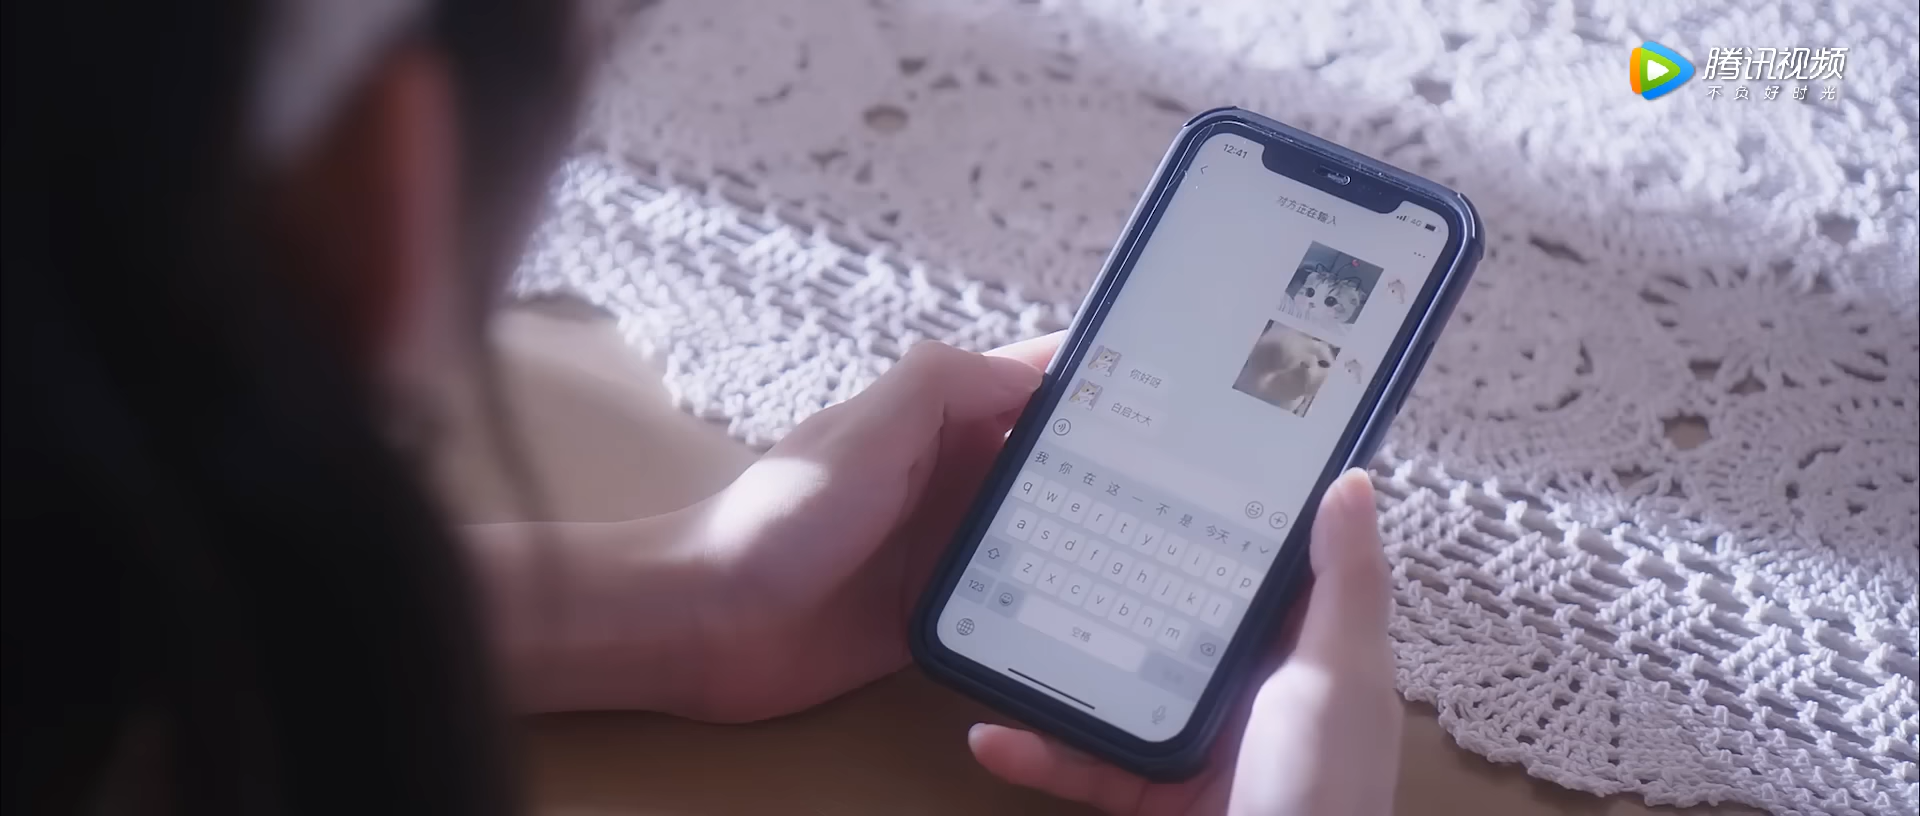 腾讯视频
不负好时光
12:41
4G
对方正在输入
你好呀
白启大大
我 你 在 这 一 不 是 今天
q w e r t y u i o p
a s d f g h j k l
z x c v b n m
123
空格